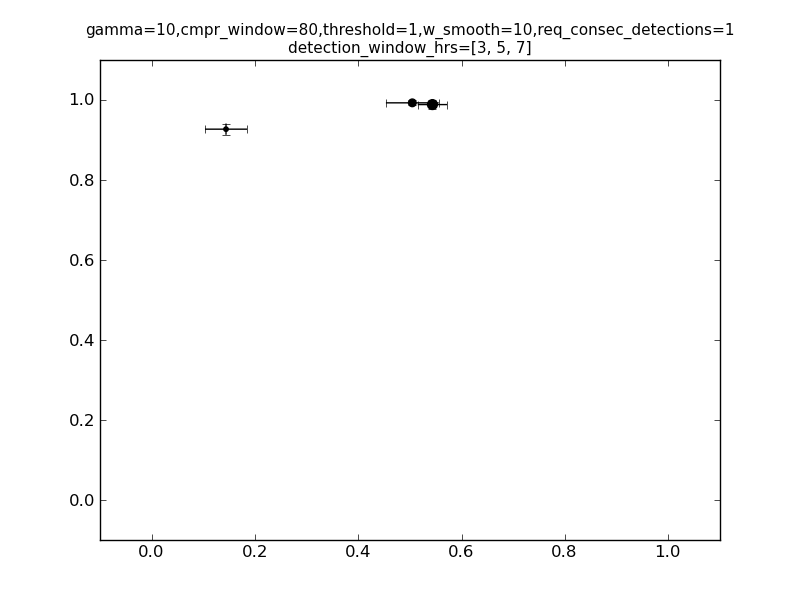 gamma=10,cmpr_window=80,threshold=1,w_smooth=10,req_consec_detections=1
detection_window_hrs=[3, 5, 7]
1.0
0.8
0.6
0.4
0.2
0.0
0.0 0.2 0.4 0.6 0.8 1.0